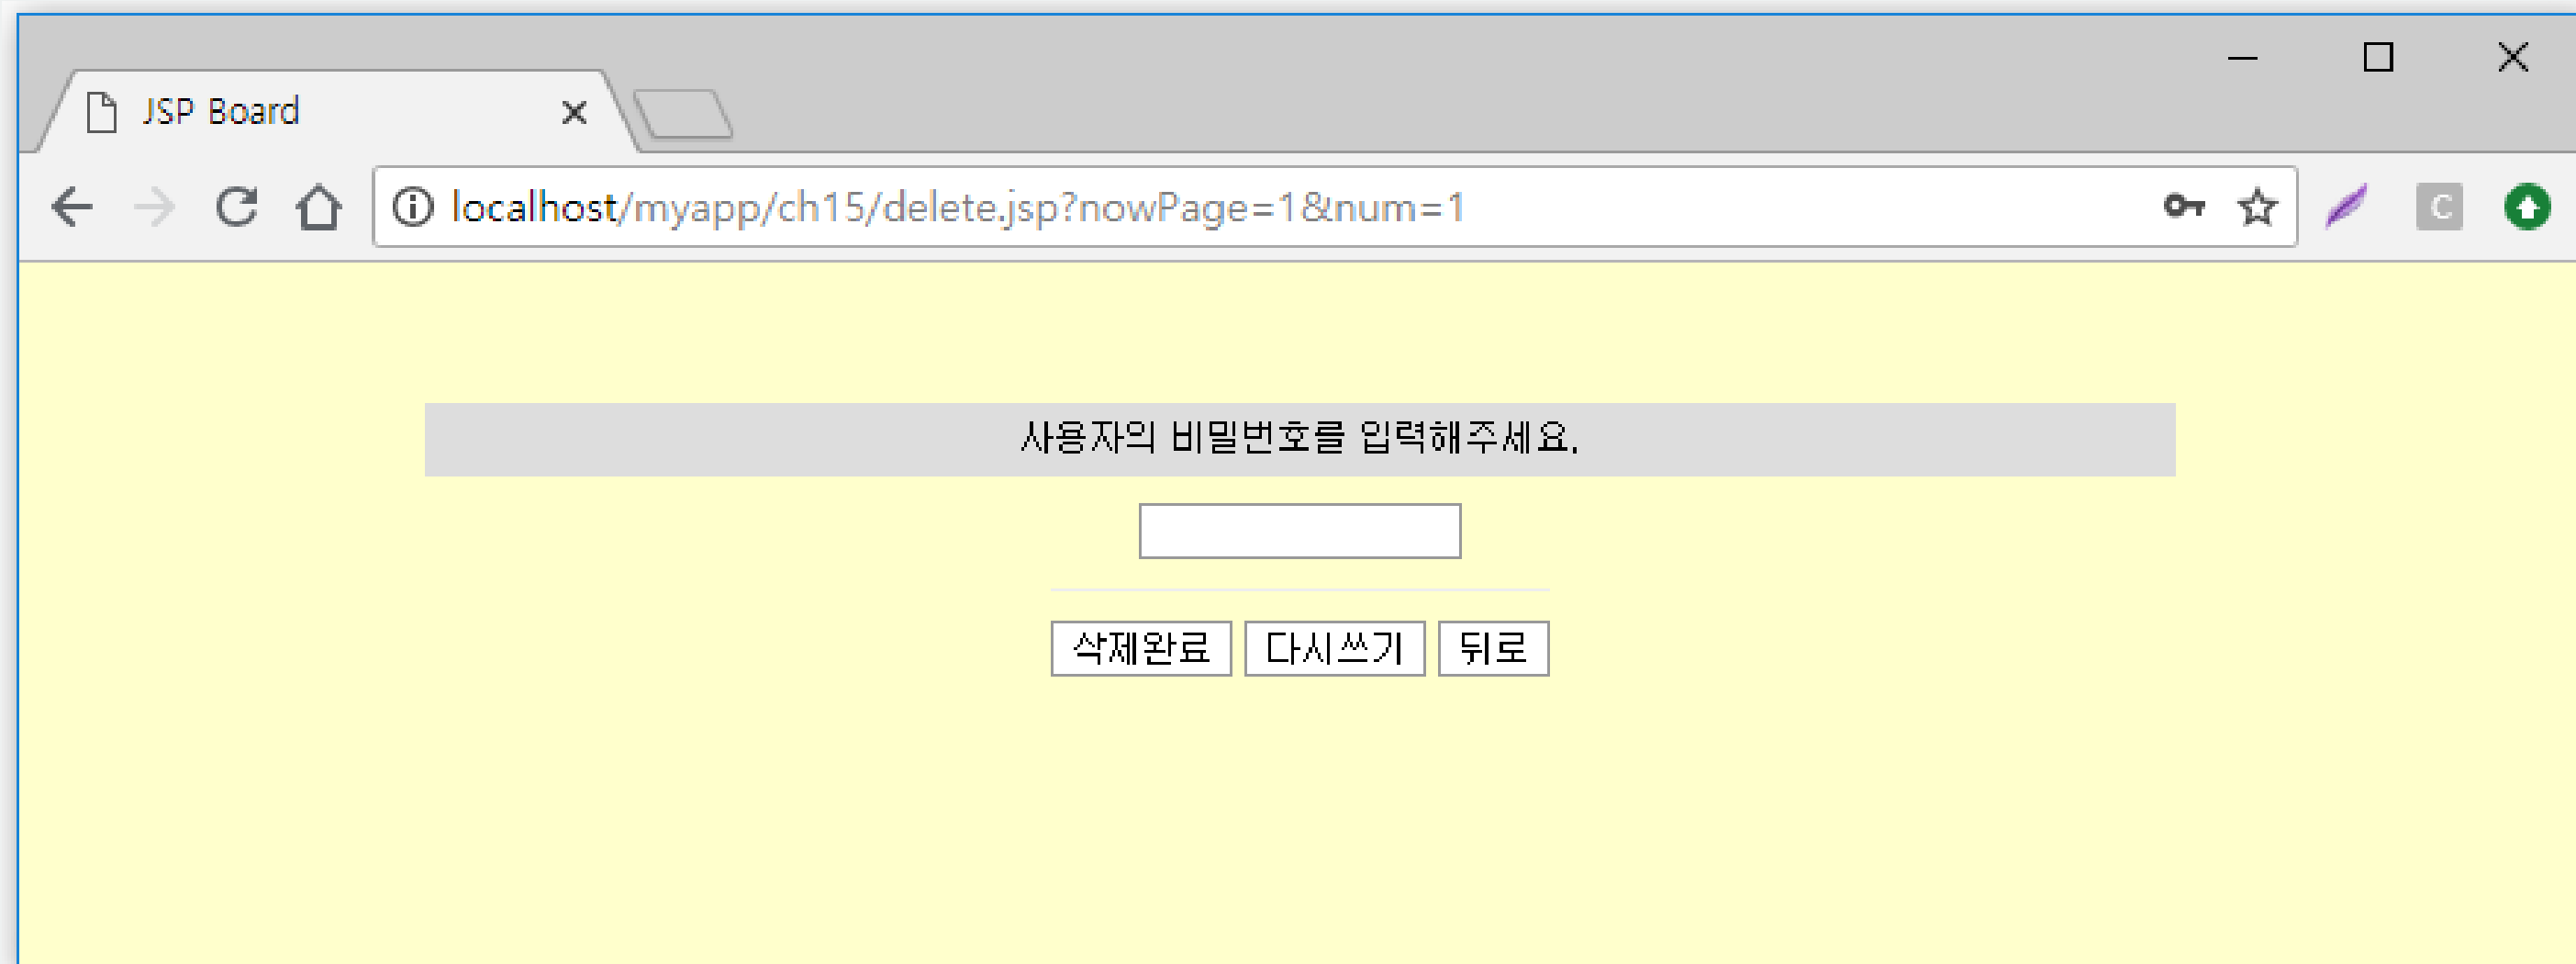 JSP Board
localhost/myapp/ch15/delete.jsp?nowPage=1&num=1
C
사용자의 비밀번호를 입력해주세요.
삭제완료 다시쓰기 뒤로